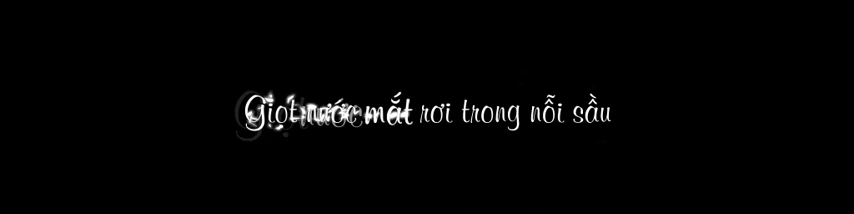 Giọt nước mắt rơi trong nỗi sầu